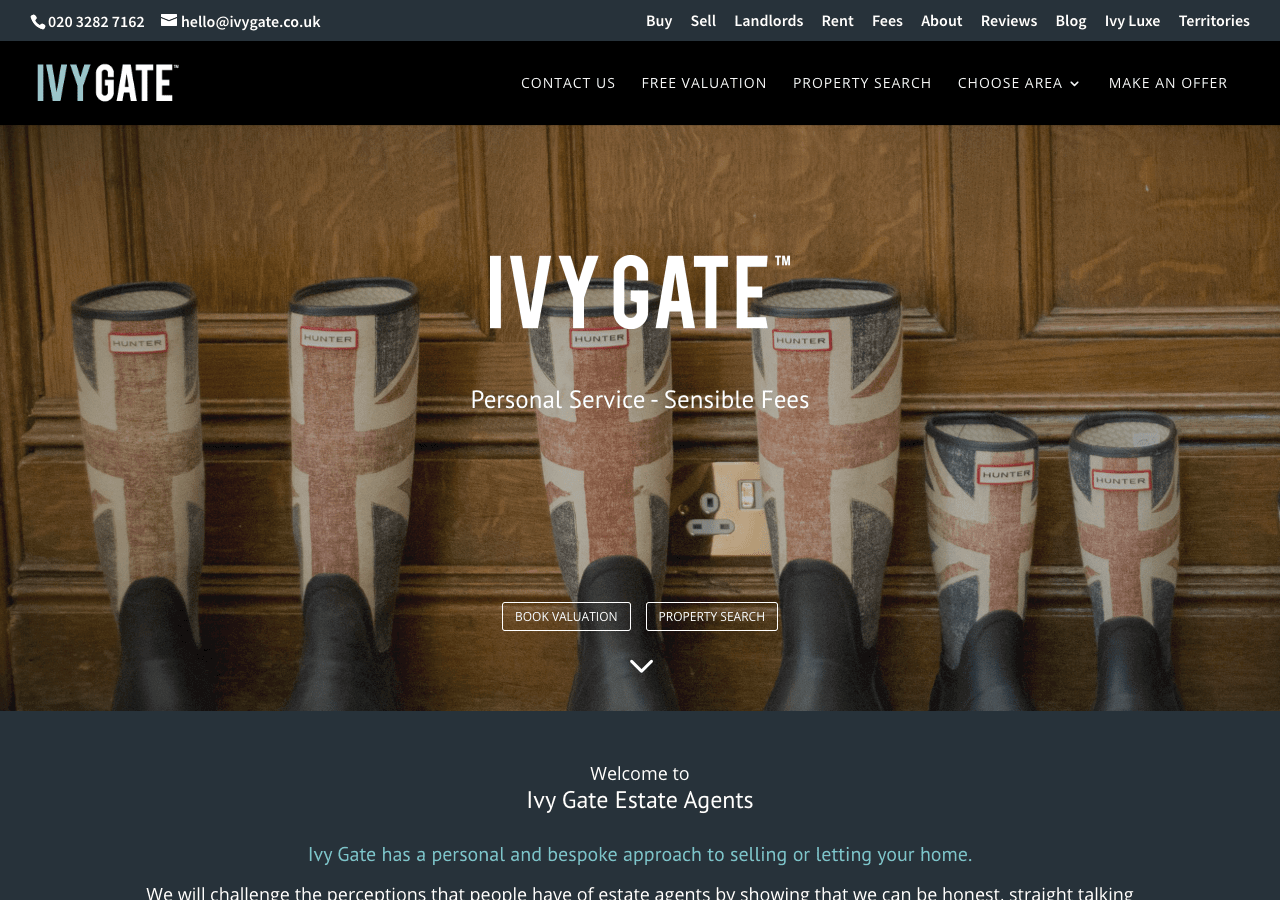 020 3282 7162 hello@ivygate.co.uk Buy Sell Landlords Rent Fees About Reviews Blog Ivy Luxe Territories
IVY GATE™ CONTACT US FREE VALUATION PROPERTY SEARCH CHOOSE AREA MAKE AN OFFER
IVY GATE™
HUNTER HUNTER HUNTER HUNTER
Personal Service - Sensible Fees
HUNTER HUNTER
BOOK VALUATION PROPERTY SEARCH
Welcome to
Ivy Gate Estate Agents
Ivy Gate has a personal and bespoke approach to selling or letting your home.
We will challenge the perceptions that people have of estate agents by showing that we can be honest, straight talking